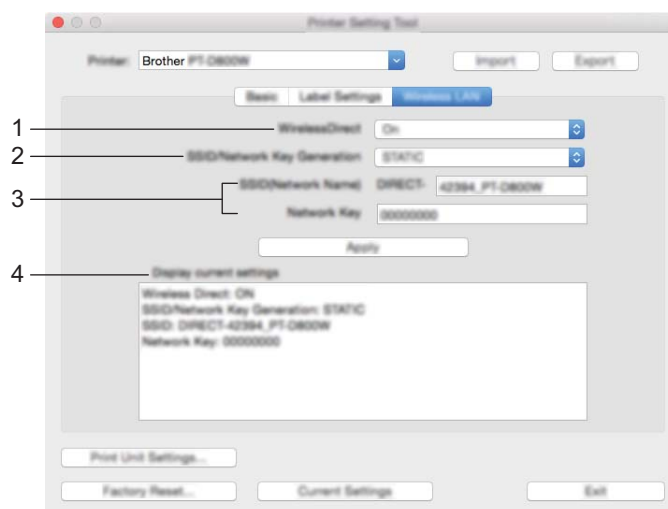 Printer Setting Tool
Printer: Brother PT-D800W Import Export
Basic Label Settings Wireless LAN
1 WirelessDirect On
2 SSID/Network Key Generation STATIC
3 SSID(Network Name) DIRECT- 42394_PT-D800W
Network Key 00000000
Apply
4 Display current settings
Wireless Direct: ON
SSID/Network Key Generation: STATIC
SSID: DIRECT-42394_PT-D800W
Network Key: 00000000
Print Unit Settings...
Factory Reset... Current Settings Exit